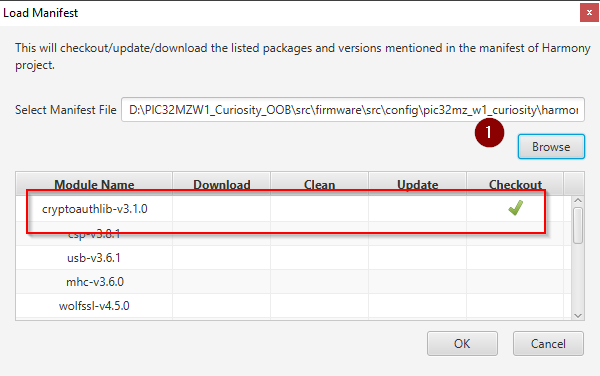 Load Manifest
x
This will checkout/update/download the listed packages and versions mentioned in the manifest of Harmony
project.
Select Manifest File D:\PIC32MZW1_Curiosity_OOB\src\firmware\src\config\pic32mz_w1_curiosity\harmon
1
Browse
Module Name Download Clean Update Checkout
cryptoauthlib-v3.1.0
csp-v3.8.1
usb-v3.6.1
mhc-v3.6.0
wolfssl-v4.5.0
OK Cancel